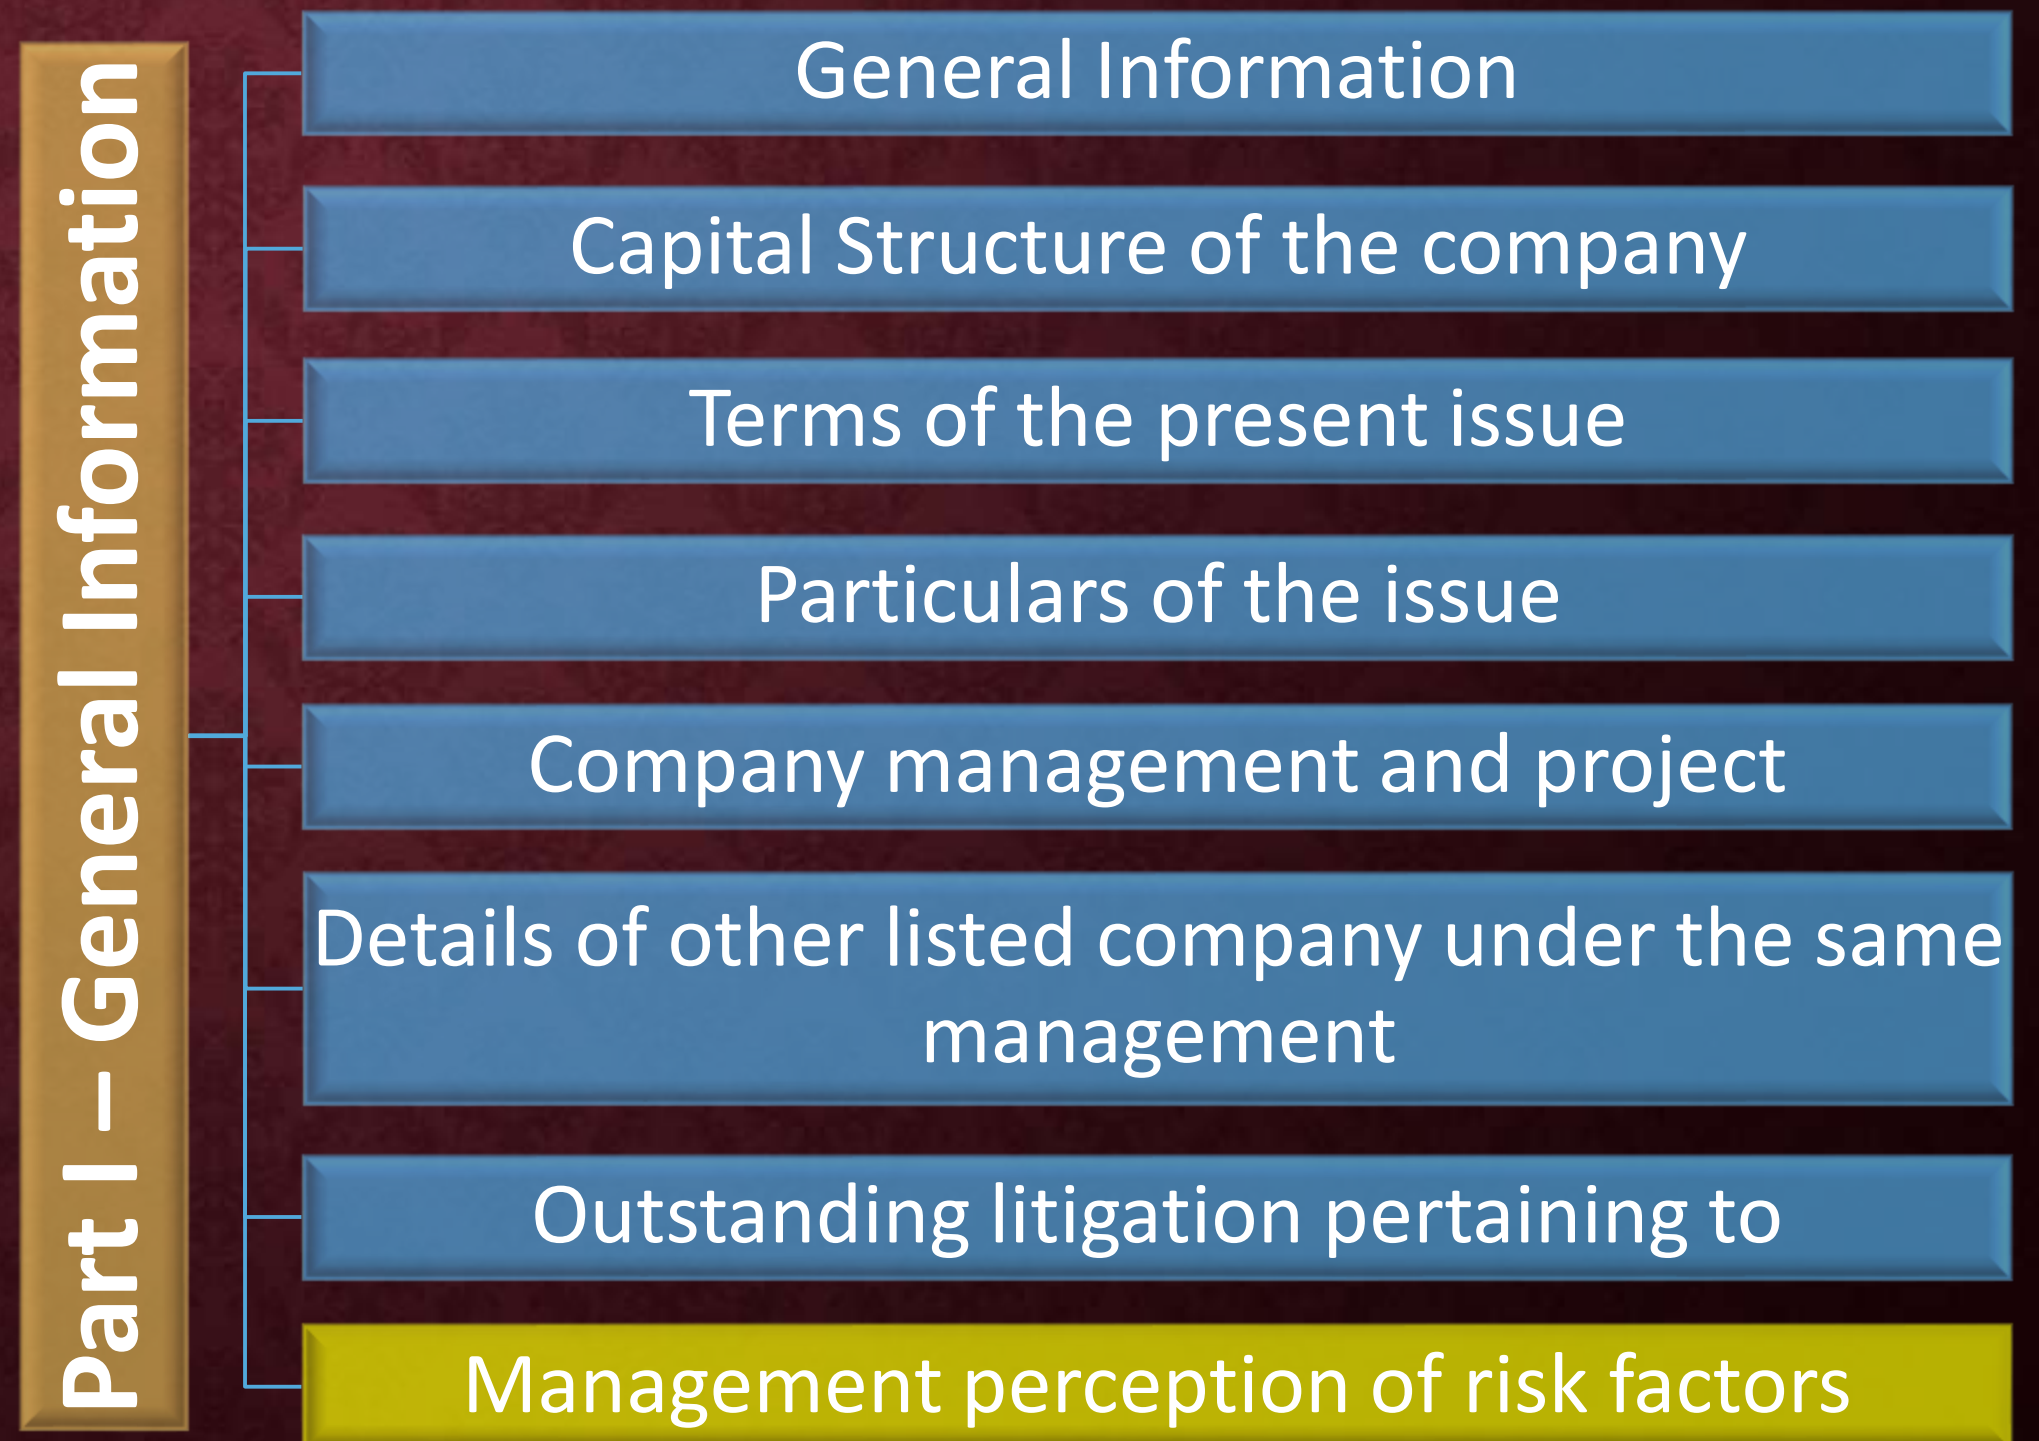 Part I – General Information
General Information
Capital Structure of the company
Terms of the present issue
Particulars of the issue
Company management and project
Details of other listed company under the same
management
Outstanding litigation pertaining to
Management perception of risk factors